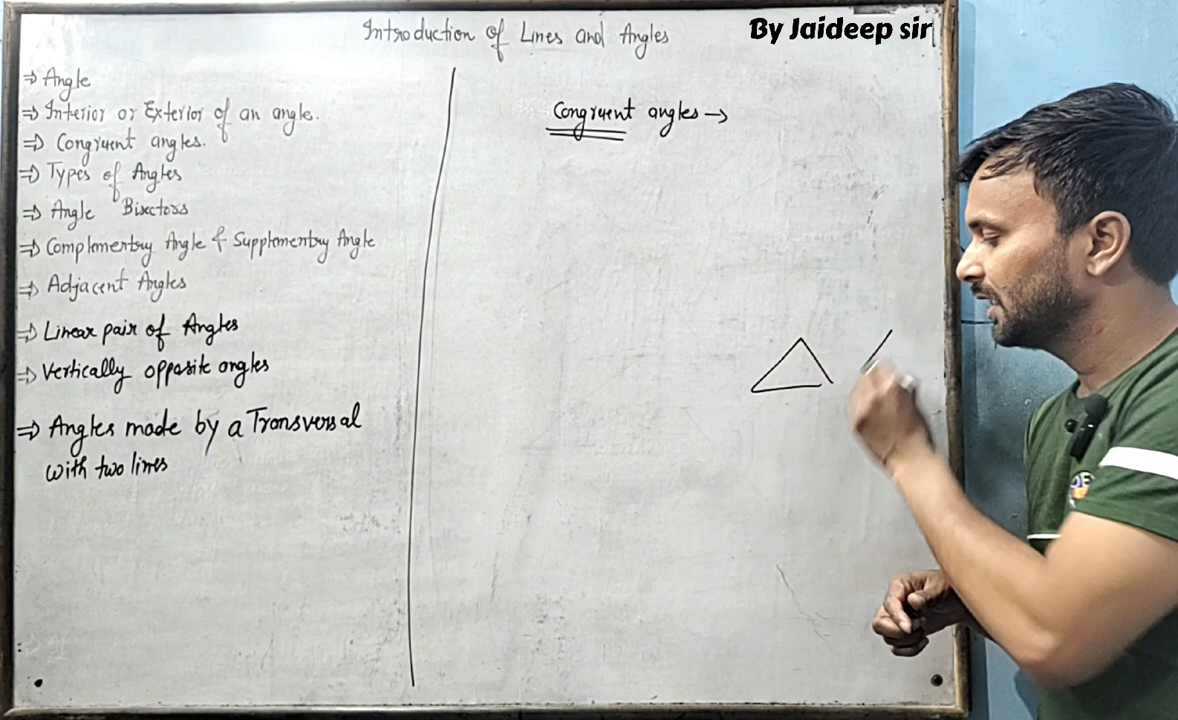 Introduction of Lines and Angles
By Jaideep sir
⇒ Angle
⇒ Interior or Exterior of an angle.
⇒ Congruent angles.
⇒ Types of Angles
⇒ Angle Bisectors
⇒ Complementry Angle & Supplementry Angle
⇒ Adjacent Angles
⇒ Linear pair of Angles
⇒ Vertically opposite angles
⇒ Angles made by a Transversal
with two lines
Congruent angles →